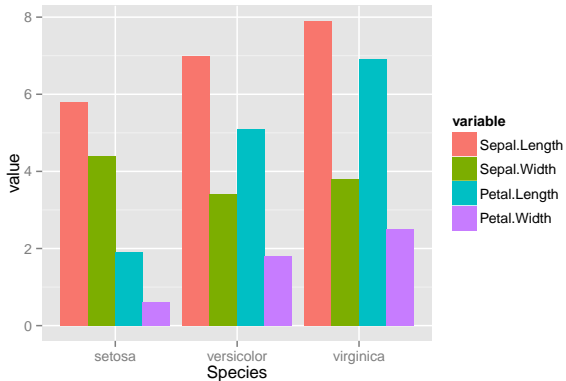 8
6
4
2
0
value
setosa
versicolor
virginica
Species
variable
Sepal.Length
Sepal.Width
Petal.Length
Petal.Width